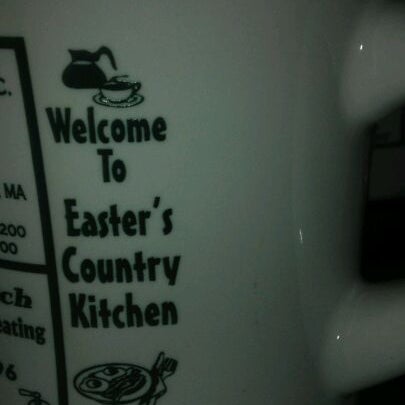 Welcome
To
Easter's
Country
Kitchen
C.
MA
200
00
ch
eating
96